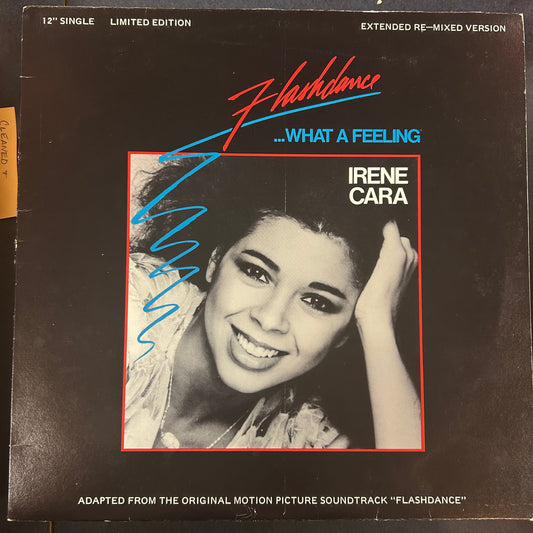 12" SINGLE LIMITED EDITION EXTENDED RE–MIXED VERSION
Flashdance
...WHAT A FEELING
IRENE
CARA
CLEANED +
ADAPTED FROM THE ORIGINAL MOTION PICTURE SOUNDTRACK "FLASHDANCE"